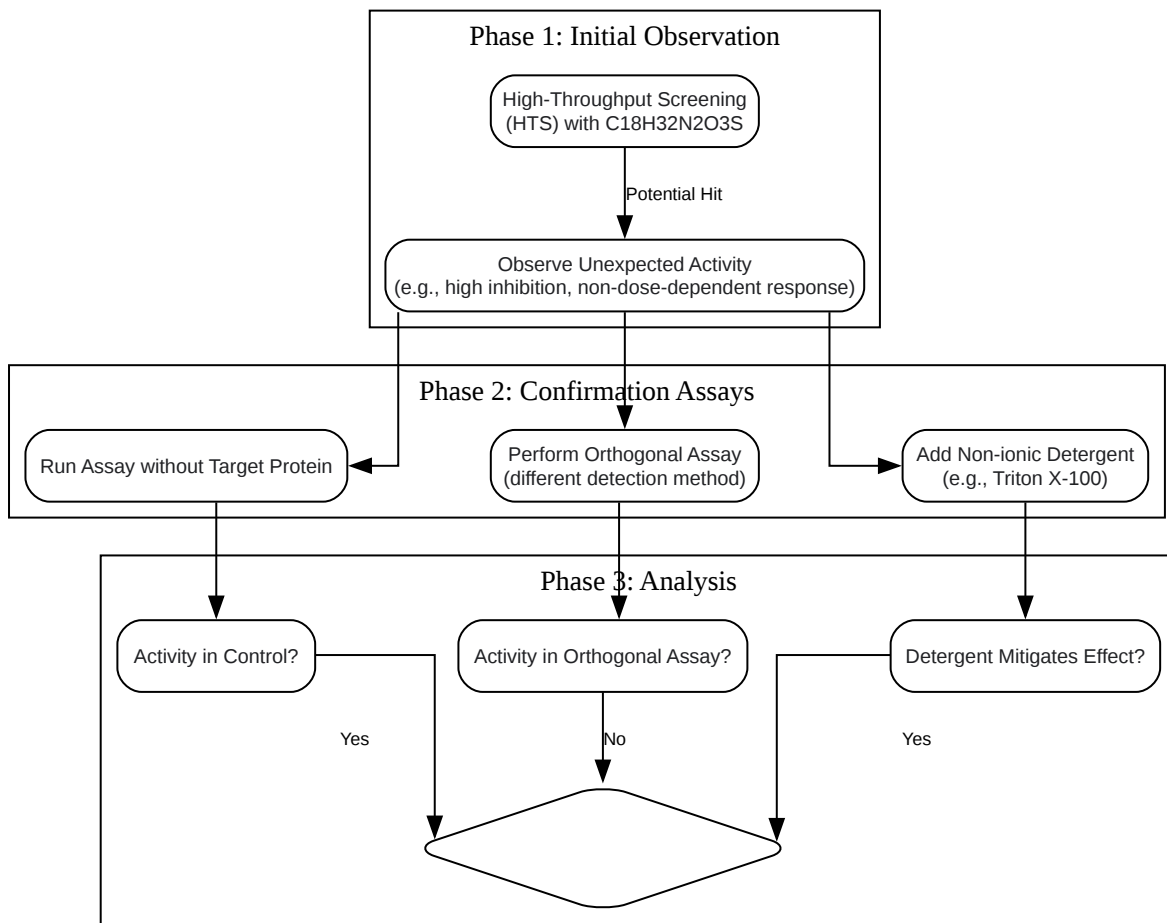 Phase 1: Initial Observation
High-Throughput Screening
(HTS) with C18H32N2O3S
Potential Hit
Observe Unexpected Activity
(e.g., high inhibition, non-dose-dependent response)
Phase 2: Confirmation Assays
Run Assay without Target Protein
Perform Orthogonal Assay
(different detection method)
Add Non-ionic Detergent
(e.g., Triton X-100)
Phase 3: Analysis
Activity in Control?
Activity in Orthogonal Assay?
Detergent Mitigates Effect?
Yes
No
Yes